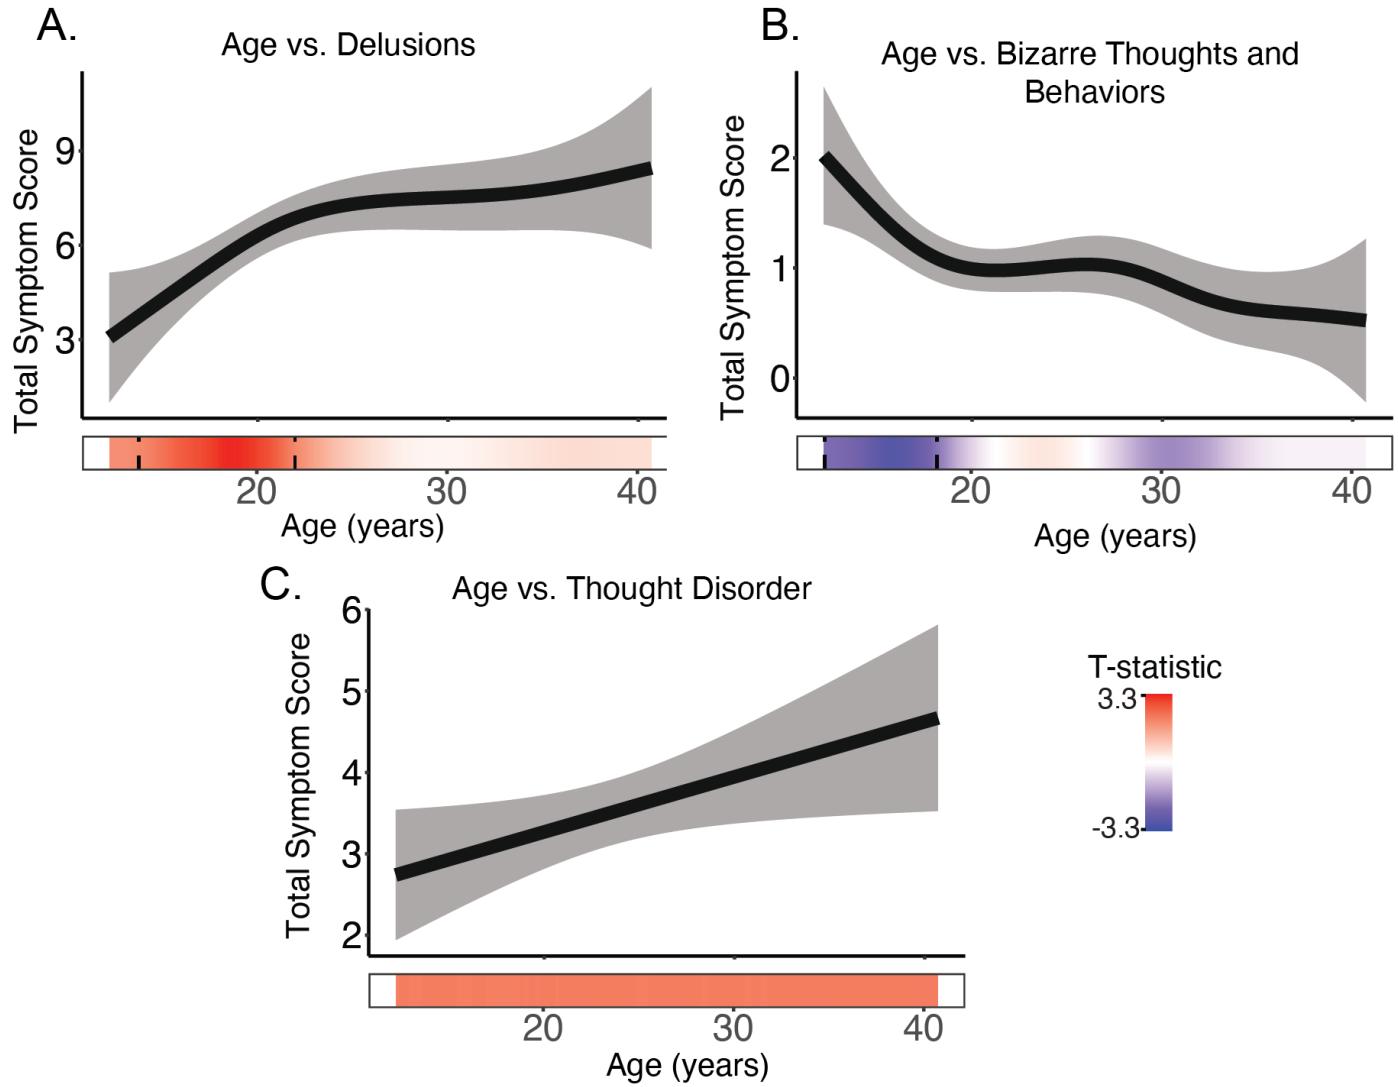 A.
Age vs. Delusions
Total Symptom Score
9
6
3
20 30 40
Age (years)
B.
Age vs. Bizarre Thoughts and
Behaviors
Total Symptom Score
2
1
0
20 30 40
Age (years)
C.
Age vs. Thought Disorder
Total Symptom Score
6
5
4
3
2
20 30 40
Age (years)
T-statistic
3.3
-3.3